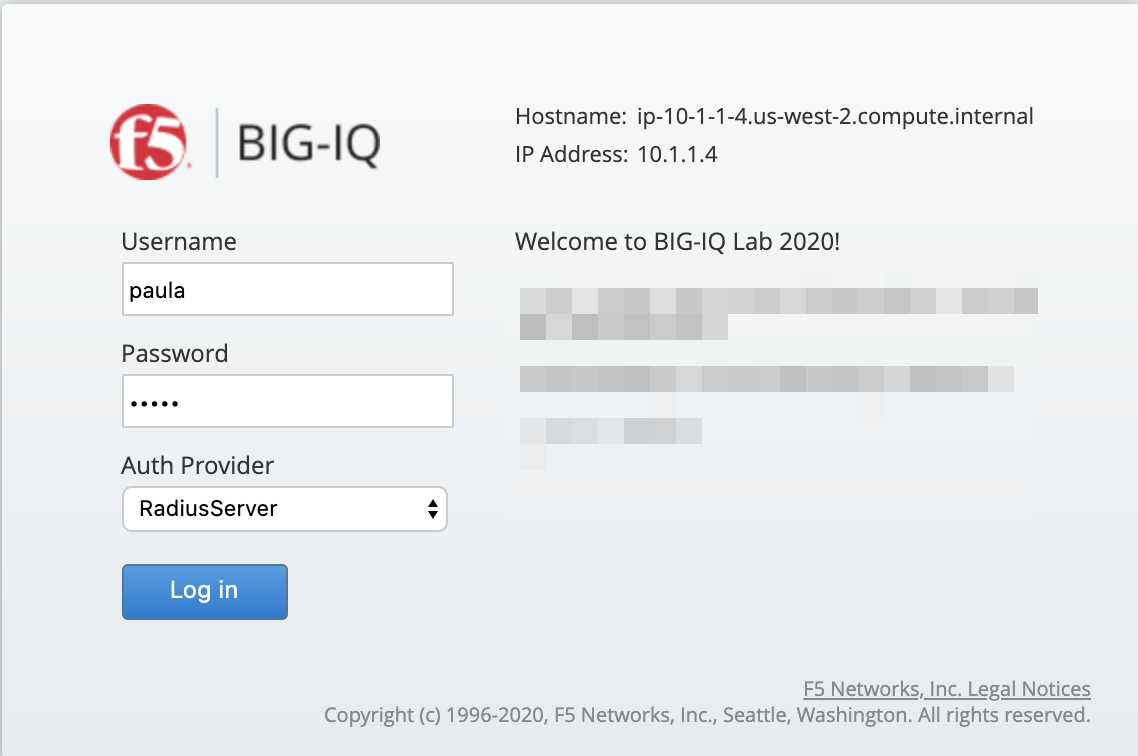 f5 BIG-IQ
Hostname: ip-10-1-1-4.us-west-2.compute.internal
IP Address: 10.1.1.4
Username
paula
Password
•••••
Auth Provider
RadiusServer
Log in
Welcome to BIG-IQ Lab 2020!
F5 Networks, Inc. Legal Notices
Copyright (c) 1996-2020, F5 Networks, Inc., Seattle, Washington. All rights reserved.